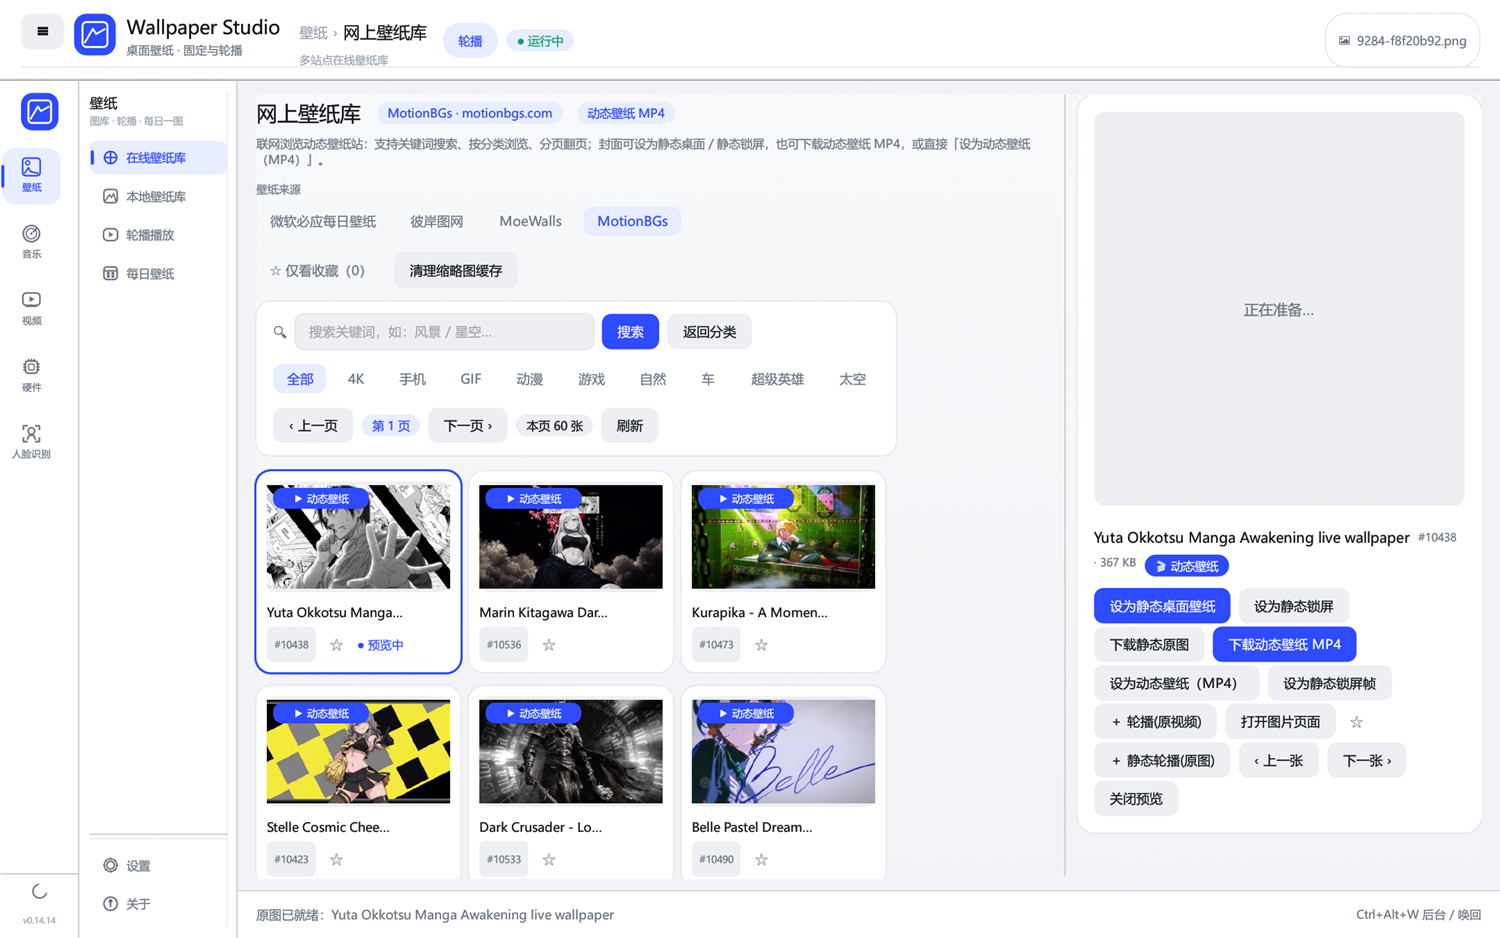 Wallpaper Studio
桌面壁纸 · 固定与轮播
壁纸 › 网上壁纸库
多站点在线壁纸库
轮播
● 运行中
9284-f8f20b92.png
壁纸
音乐
视频
硬件
人脸识别
v0.14.14
壁纸
图库 · 轮播 · 每日一图
在线壁纸库
本地壁纸库
轮播播放
每日壁纸
设置
关于
网上壁纸库
MotionBGs · motionbgs.com
动态壁纸 MP4
联网浏览动态壁纸站：支持关键词搜索、按分类浏览、分页翻页；封面可设为静态桌面 / 静态锁屏，也可下载动态壁纸 MP4，或直接「设为动态壁纸
（MP4）」。
壁纸来源
微软必应每日壁纸 彼岸图网 MoeWalls MotionBGs
☆ 仅看收藏（0） 清理缩略图缓存
搜索关键词，如：风景 / 星空... 搜索 返回分类
全部 4K 手机 GIF 动漫 游戏 自然 车 超级英雄 太空
‹ 上一页 第 1 页 下一页 › 本页 60 张 刷新
▶ 动态壁纸
Yuta Okkotsu Manga...
#10438 ☆ ● 预览中
▶ 动态壁纸
Marin Kitagawa Dar...
#10536 ☆
▶ 动态壁纸
Kurapika - A Momen...
#10473 ☆
▶ 动态壁纸
Stelle Cosmic Chee...
#10423 ☆
▶ 动态壁纸
Dark Crusader - Lo...
#10533 ☆
▶ 动态壁纸
Belle
Belle Pastel Dream...
#10490 ☆
正在准备...
Yuta Okkotsu Manga Awakening live wallpaper #10438
· 367 KB 动态壁纸
设为静态桌面壁纸 设为静态锁屏
下载静态原图 下载动态壁纸 MP4
设为动态壁纸（MP4） 设为静态锁屏帧
+ 轮播(原视频) 打开图片页面 ☆
+ 静态轮播(原图) ‹ 上一张 下一张 ›
关闭预览
原图已就绪：Yuta Okkotsu Manga Awakening live wallpaper
Ctrl+Alt+W 后台 / 唤回